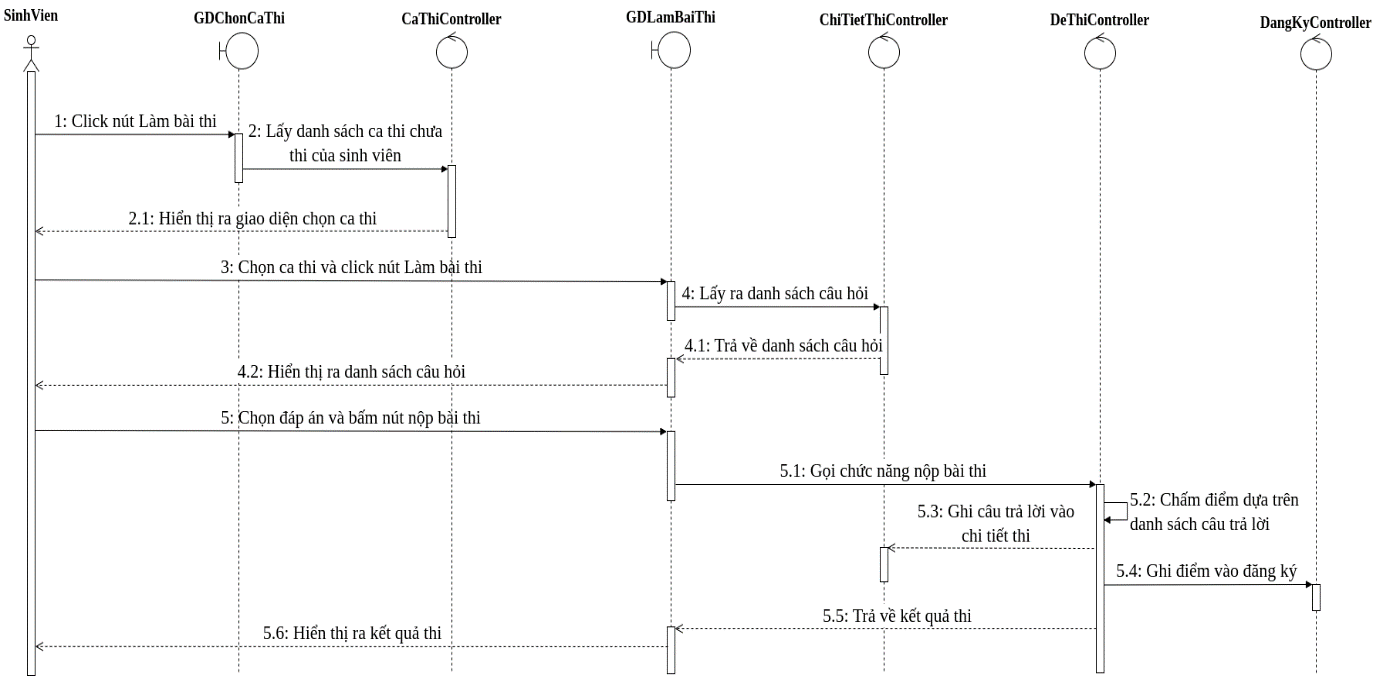 SinhVien
GDChonCaThi
CaThiController
GDLamBaiThi
ChiTietThiController
DeThiController
DangKyController
1: Click nút Làm bài thi
2: Lấy danh sách ca thi chưa
thi của sinh viên
2.1: Hiển thị ra giao diện chọn ca thi
3: Chọn ca thi và click nút Làm bài thi
4: Lấy ra danh sách câu hỏi
4.1: Trả về danh sách câu hỏi
4.2: Hiển thị ra danh sách câu hỏi
5: Chọn đáp án và bấm nút nộp bài thi
5.1: Gọi chức năng nộp bài thi
5.2: Chấm điểm dựa trên
danh sách câu trả lời
5.3: Ghi câu trả lời vào
chi tiết thi
5.4: Ghi điểm vào đăng ký
5.5: Trả về kết quả thi
5.6: Hiển thị ra kết quả thi